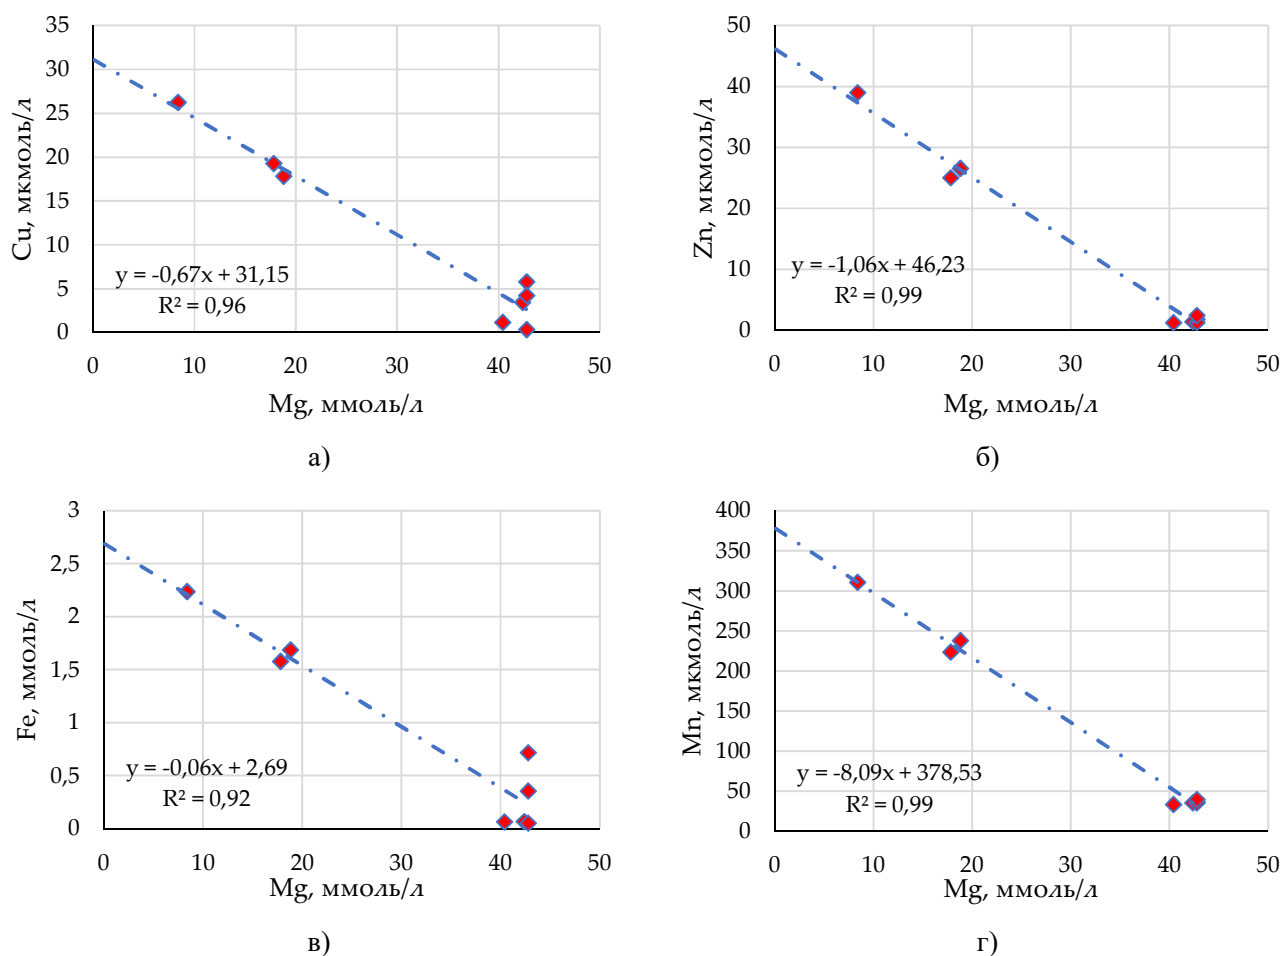 35
30
25
20
15
10
5
0
Cu, мкмоль/л
y = -0,67x + 31,15
R² = 0,96
0 10 20 30 40 50
Mg, ммоль/л
а)
50
40
30
20
10
0
Zn, мкмоль/л
y = -1,06x + 46,23
R² = 0,99
0 10 20 30 40 50
Mg, ммоль/л
б)
3
2,5
2
1,5
1
0,5
0
Fe, ммоль/л
y = -0,06x + 2,69
R² = 0,92
0 10 20 30 40 50
Mg, ммоль/л
в)
400
350
300
250
200
150
100
50
0
Mn, мкмоль/л
y = -8,09x + 378,53
R² = 0,99
0 10 20 30 40 50
Mg, ммоль/л
г)